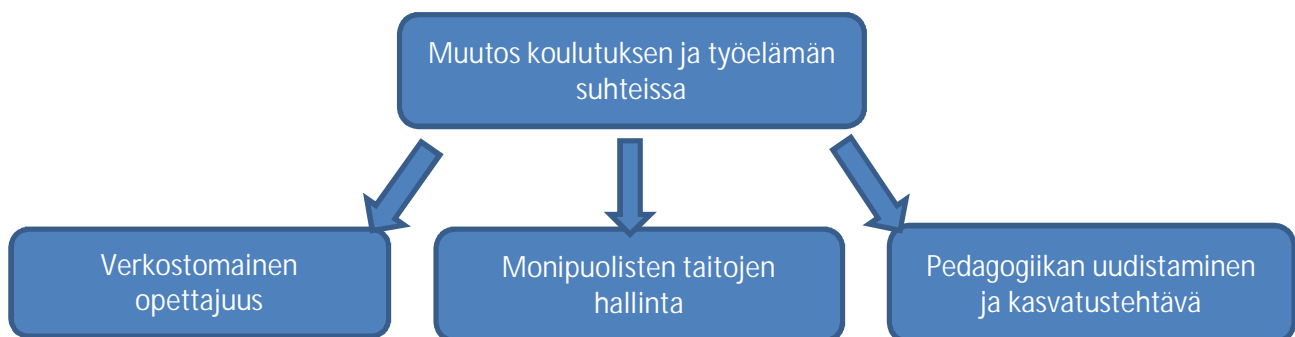 Muutos koulutuksen ja työelämän
suhteissa
Verkostomainen
opettajuus
Monipuolisten taitojen
hallinta
Pedagogiikan uudistaminen
ja kasvatustehtävä